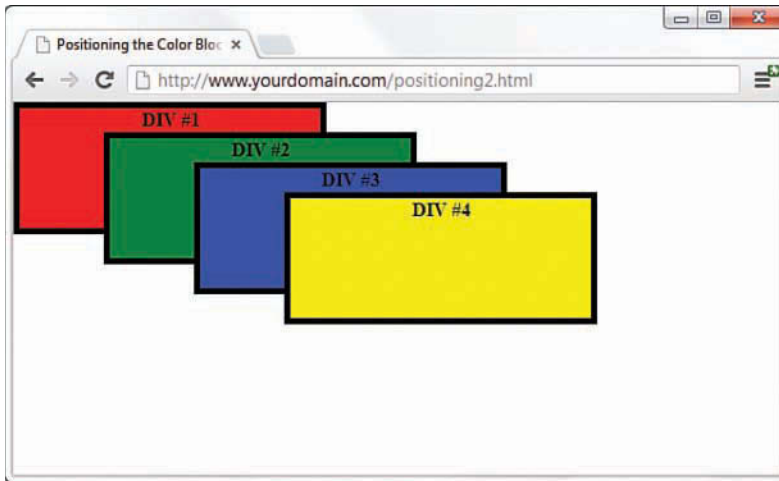 Positioning the Color Bloc
http://www.yourdomain.com/positioning2.html
DIV #1
DIV #2
DIV #3
DIV #4